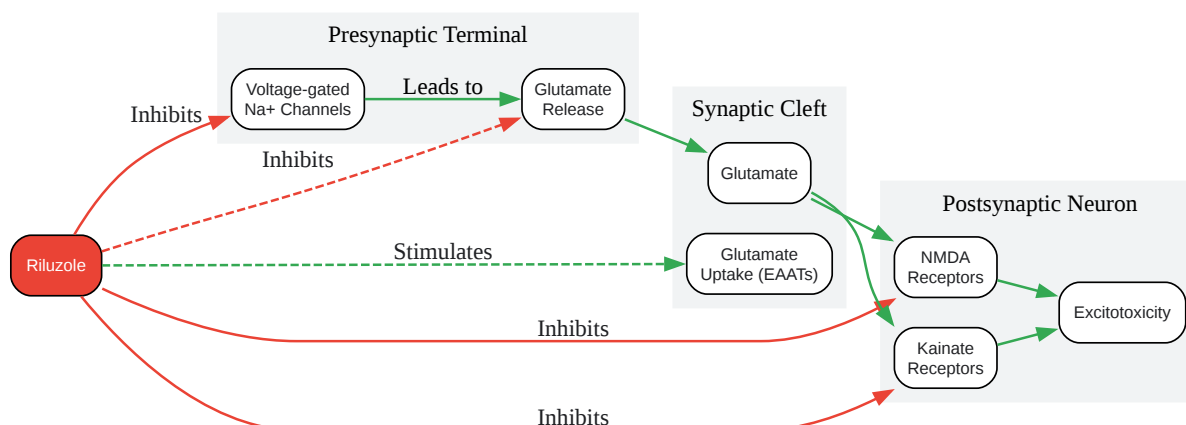 Presynaptic Terminal
Voltage-gated
Na+ Channels
Leads to
Glutamate
Release
Inhibits
Inhibits
Synaptic Cleft
Glutamate
Postsynaptic Neuron
Riluzole
Stimulates
Glutamate
Uptake (EAATs)
NMDA
Receptors
Excitotoxicity
Inhibits
Kainate
Receptors
Inhibits